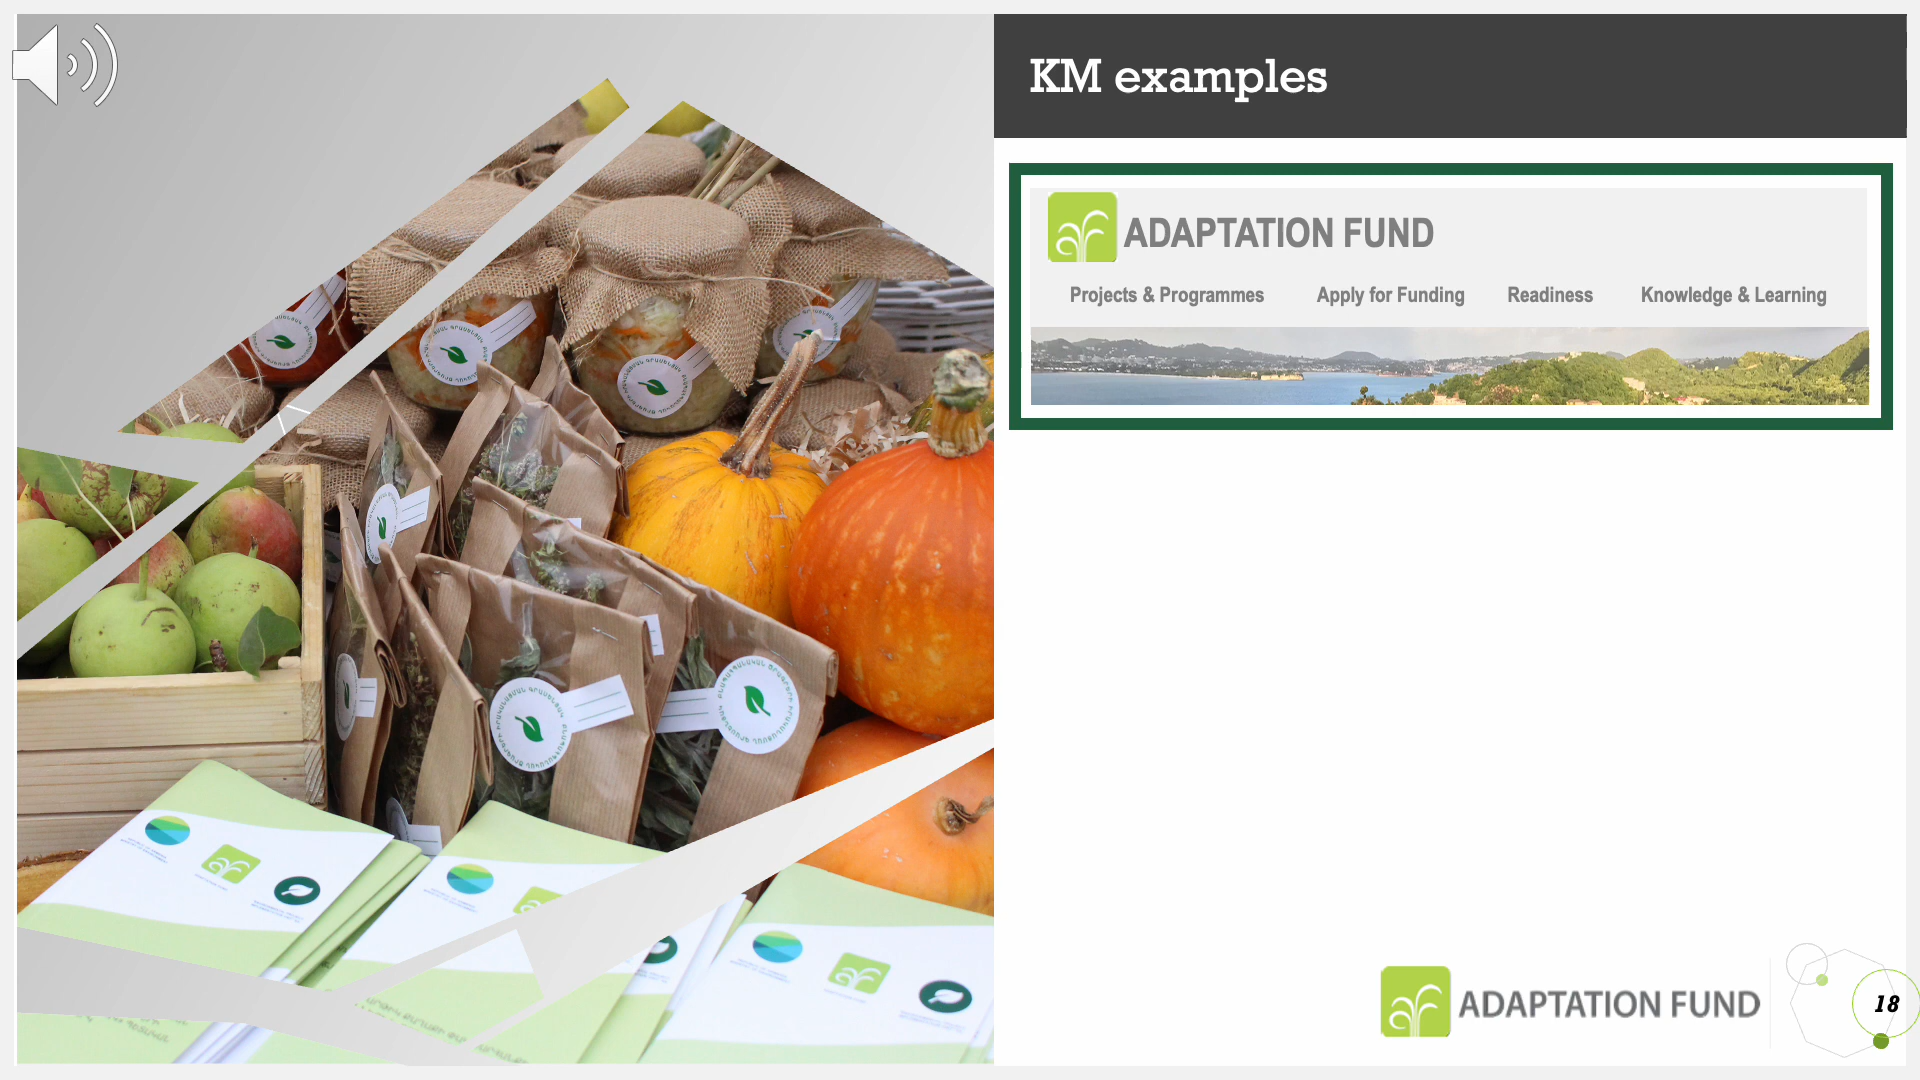 KM examples
ADAPTATION FUND
Projects & Programmes Apply for Funding Readiness Knowledge & Learning
ADAPTATION FUND
18